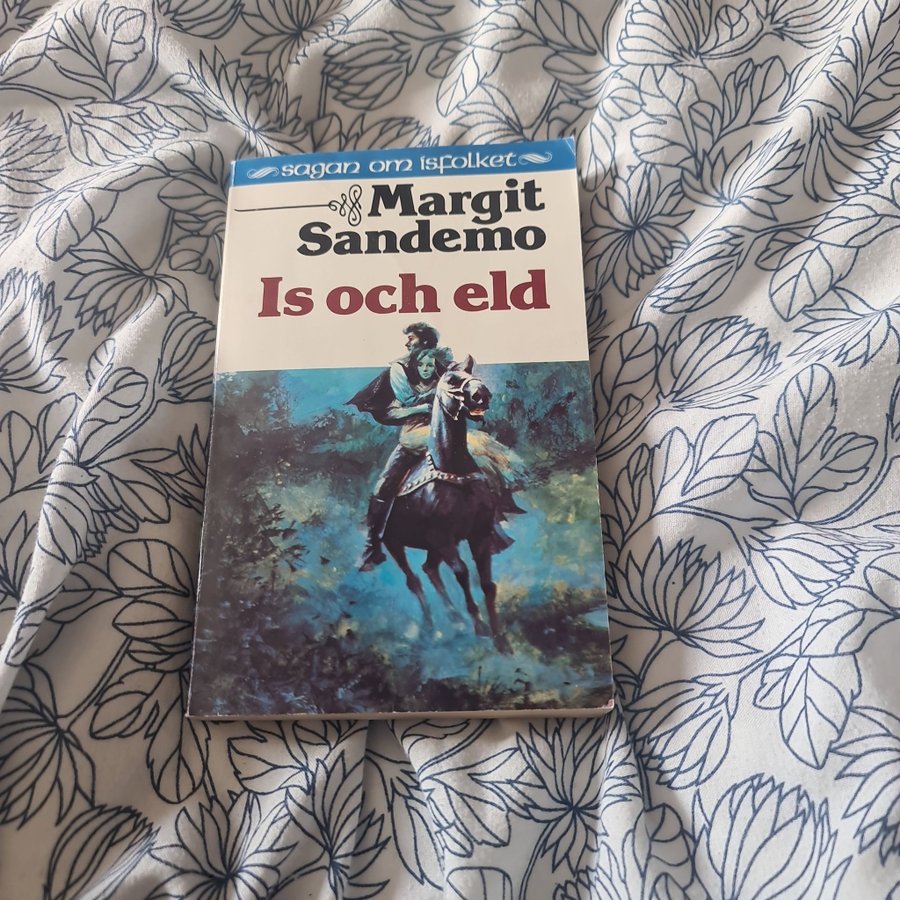 sagan om isfolket
Margit
Sandemo
Is och eld